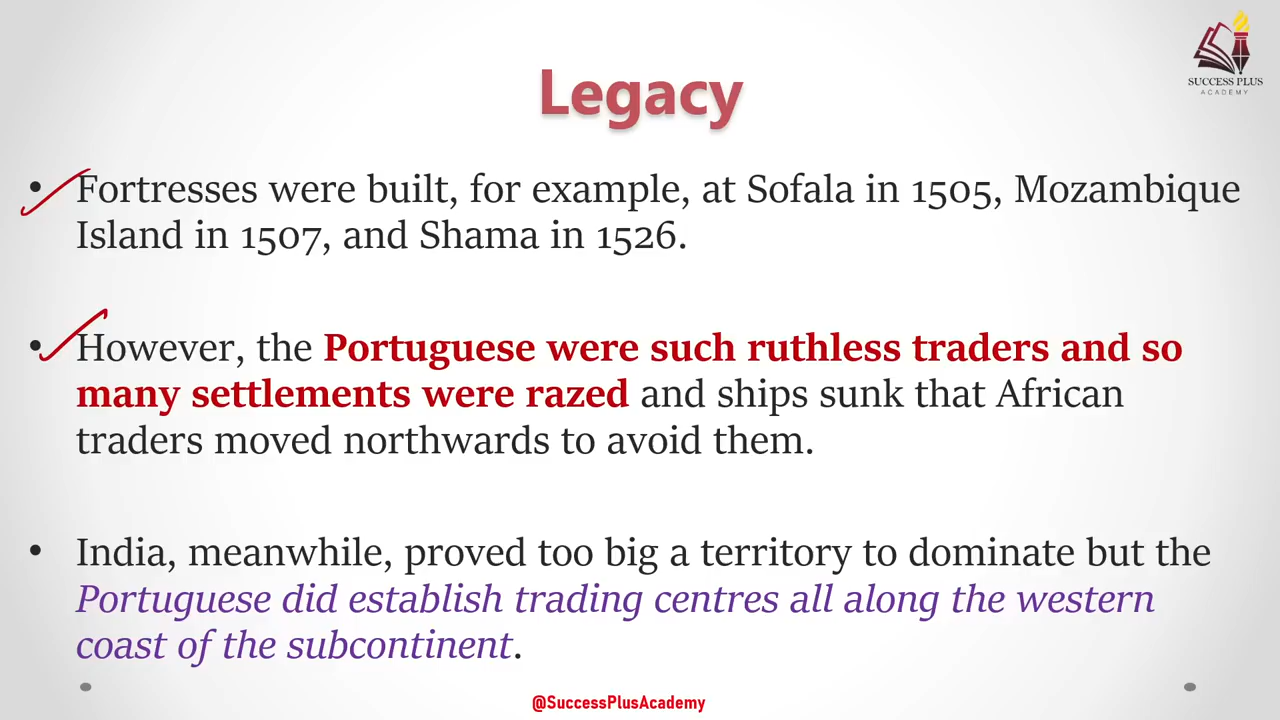 SUCCESS PLUS
ACADEMY
Legacy
• Fortresses were built, for example, at Sofala in 1505, Mozambique
Island in 1507, and Shama in 1526.
• However, the Portuguese were such ruthless traders and so
many settlements were razed and ships sunk that African
traders moved northwards to avoid them.
• India, meanwhile, proved too big a territory to dominate but the
Portuguese did establish trading centres all along the western
coast of the subcontinent.
@SuccessPlusAcademy